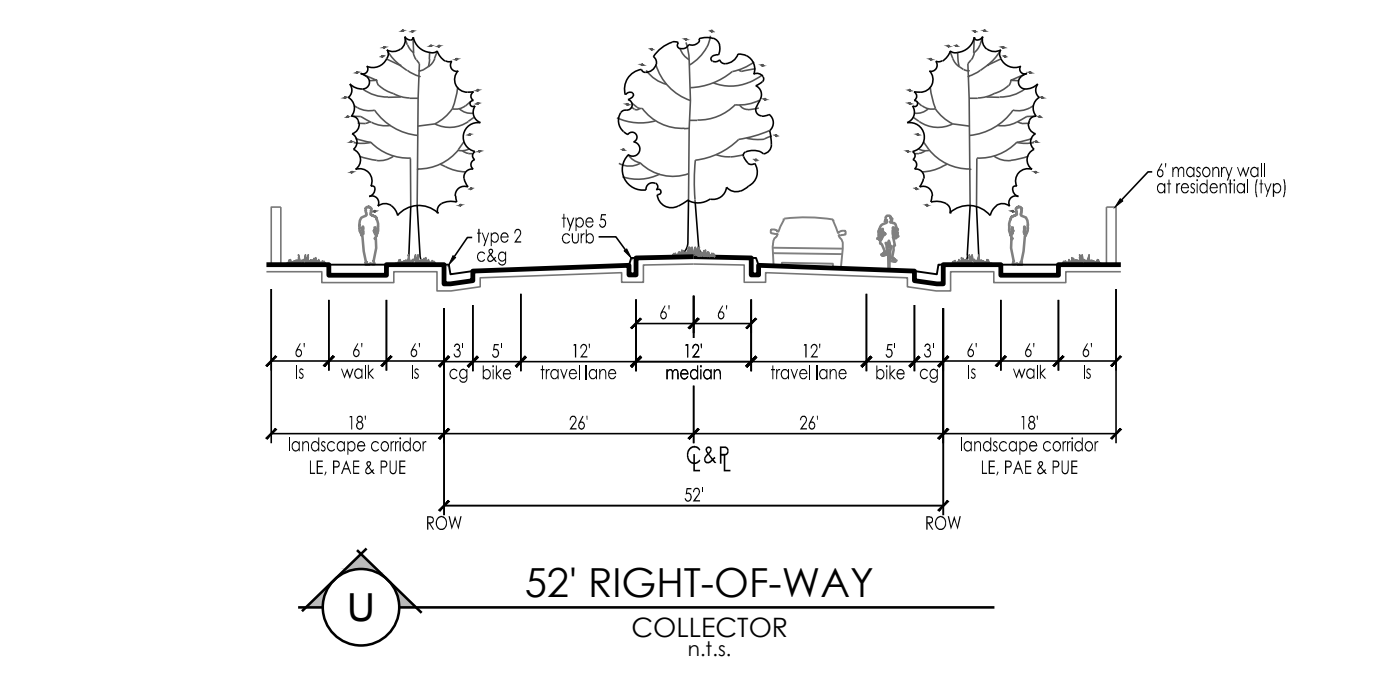 6' masonry wall
at residential (typ)
type 5
curb
type 2
c&g
6' 6'
6' 6' 6' 3' 5' 12' 12' 12' 5' 3' 6' 6' 6'
ls walk ls cg bike travel lane median travel lane bike cg ls walk ls
18' 26' 26' 18'
landscape corridor landscape corridor
LE, PAE & PUE LE, PAE & PUE
CL & PL
52'
ROW ROW
U
52' RIGHT-OF-WAY
COLLECTOR
n.t.s.